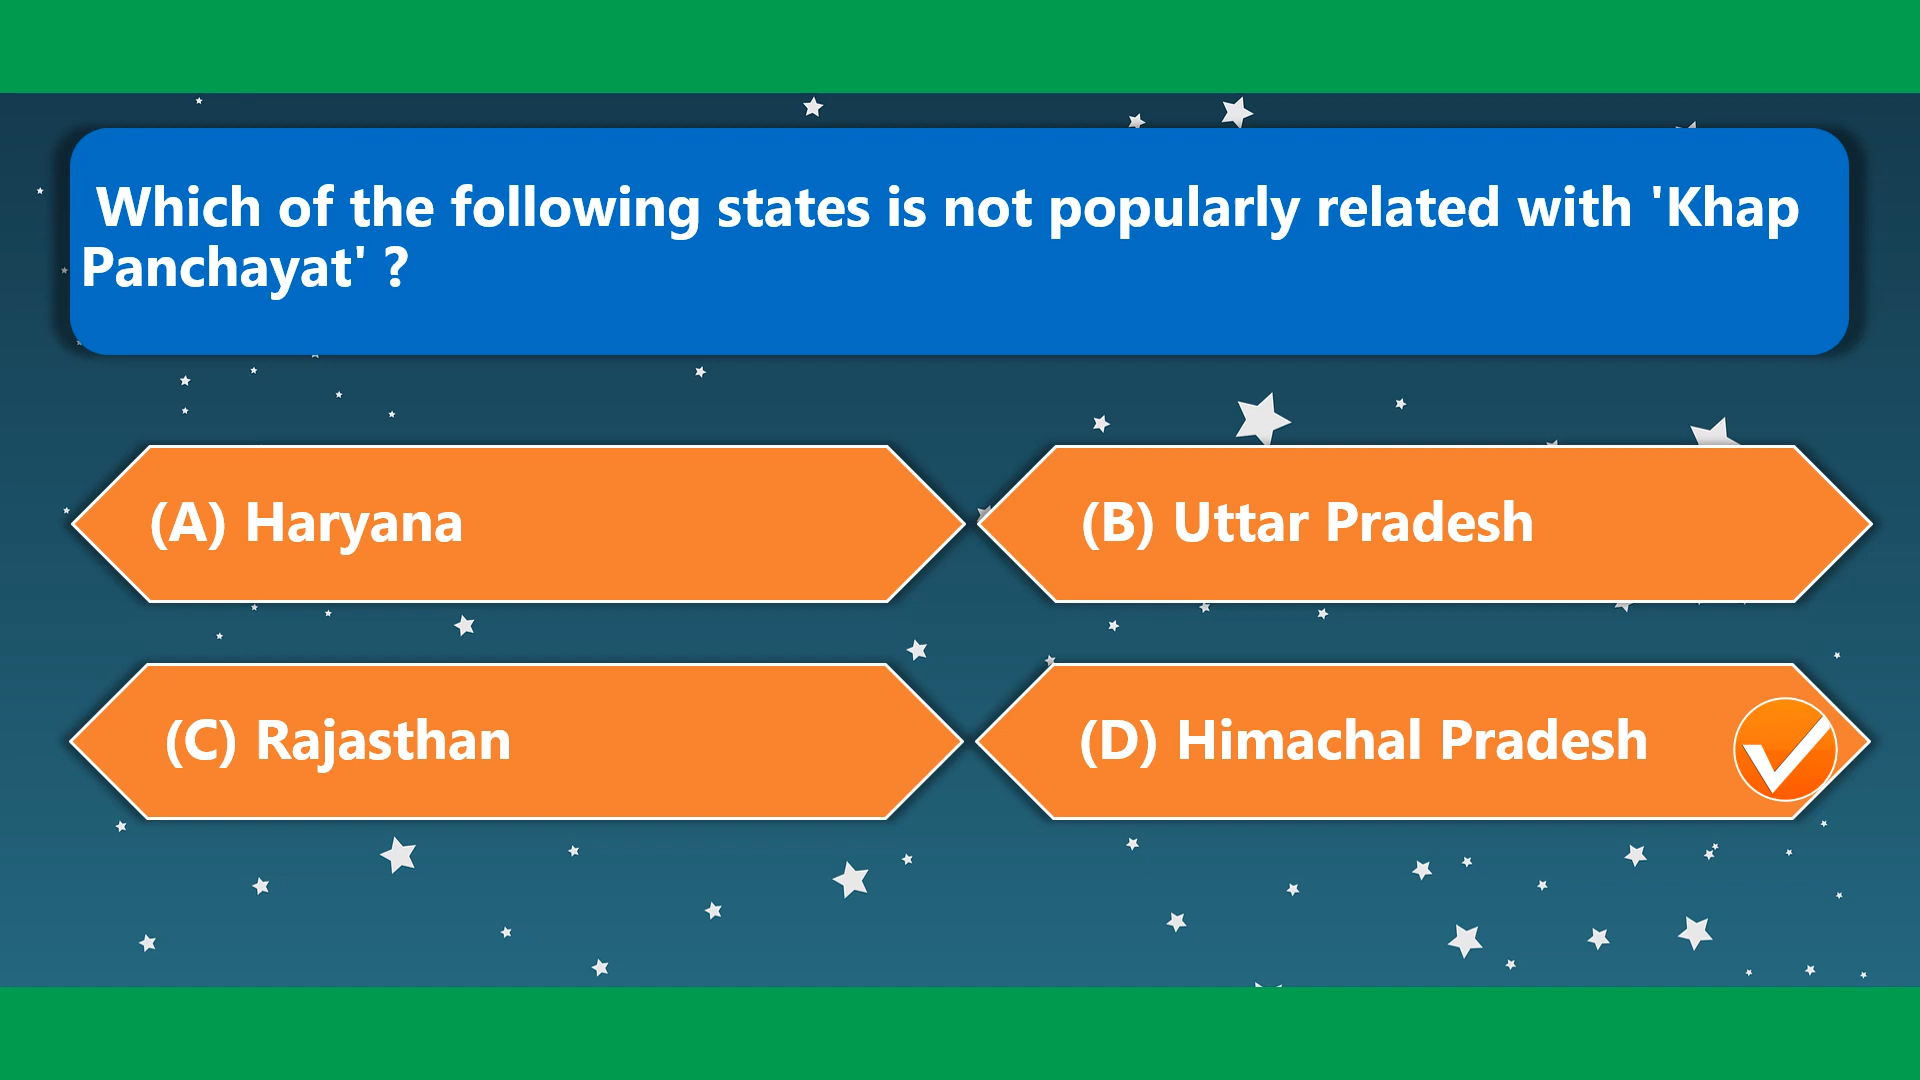 Which of the following states is not popularly related with 'Khap
Panchayat' ?
(A) Haryana
(B) Uttar Pradesh
(C) Rajasthan
(D) Himachal Pradesh